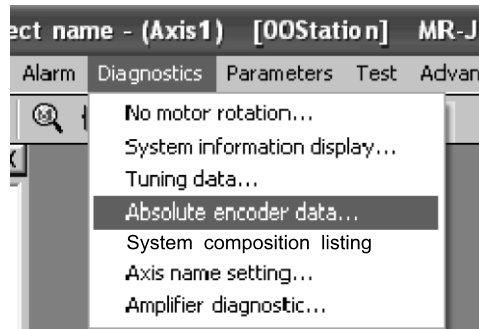 ect name - (Axis1) [00Station] MR-J
Alarm Diagnostics Parameters Test Advan
No motor rotation...
System information display...
Tuning data...
Absolute encoder data...
System composition listing
Axis name setting...
Amplifier diagnostic...